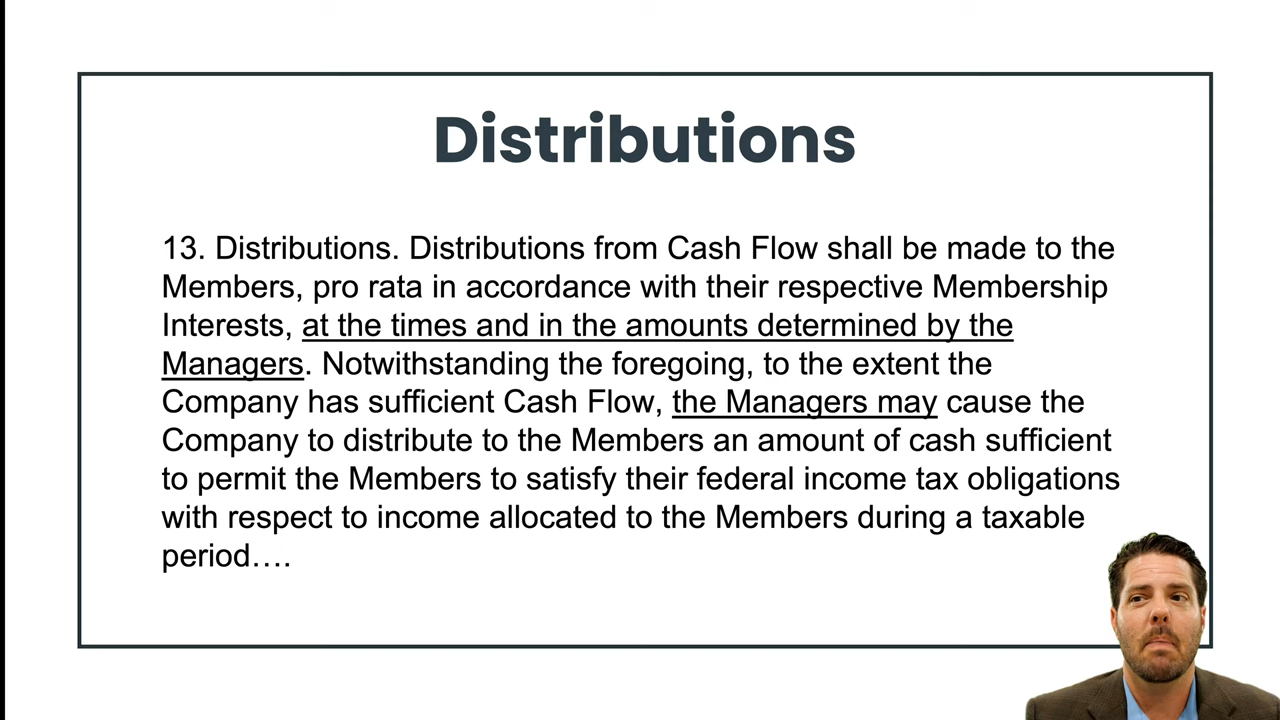 Distributions
13. Distributions. Distributions from Cash Flow shall be made to the
Members, pro rata in accordance with their respective Membership
Interests, at the times and in the amounts determined by the
Managers. Notwithstanding the foregoing, to the extent the
Company has sufficient Cash Flow, the Managers may cause the
Company to distribute to the Members an amount of cash sufficient
to permit the Members to satisfy their federal income tax obligations
with respect to income allocated to the Members during a taxable
period….